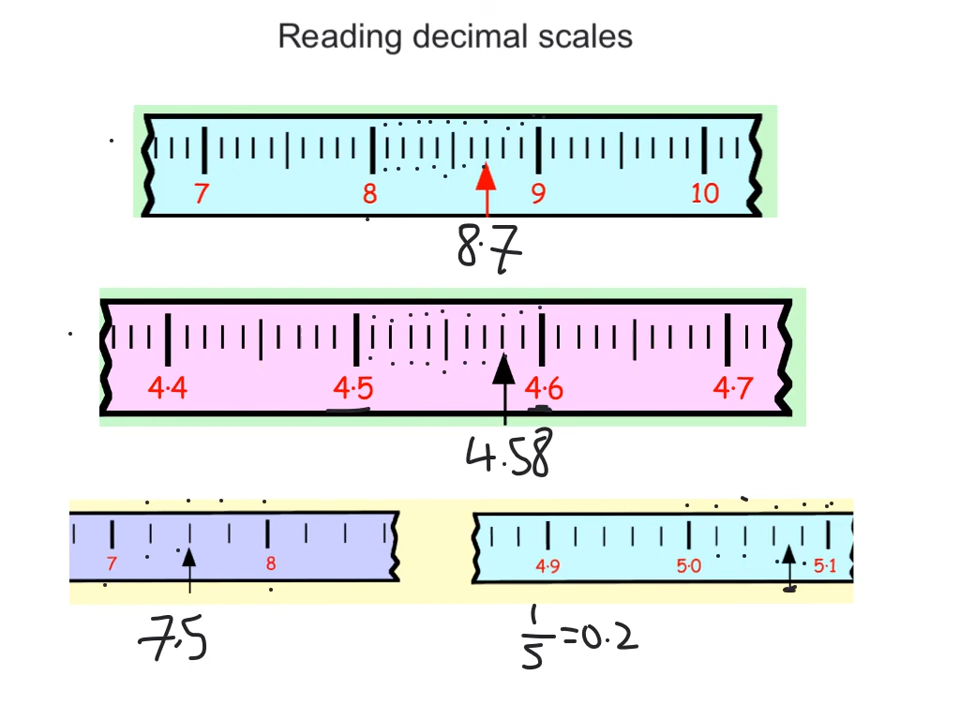 Reading decimal scales
7 8 9 10
8.7
4.4 4.5 4.6 4.7
4.58
7 8 4.9 5.0 5.1
7.5 1/5 = 0.2